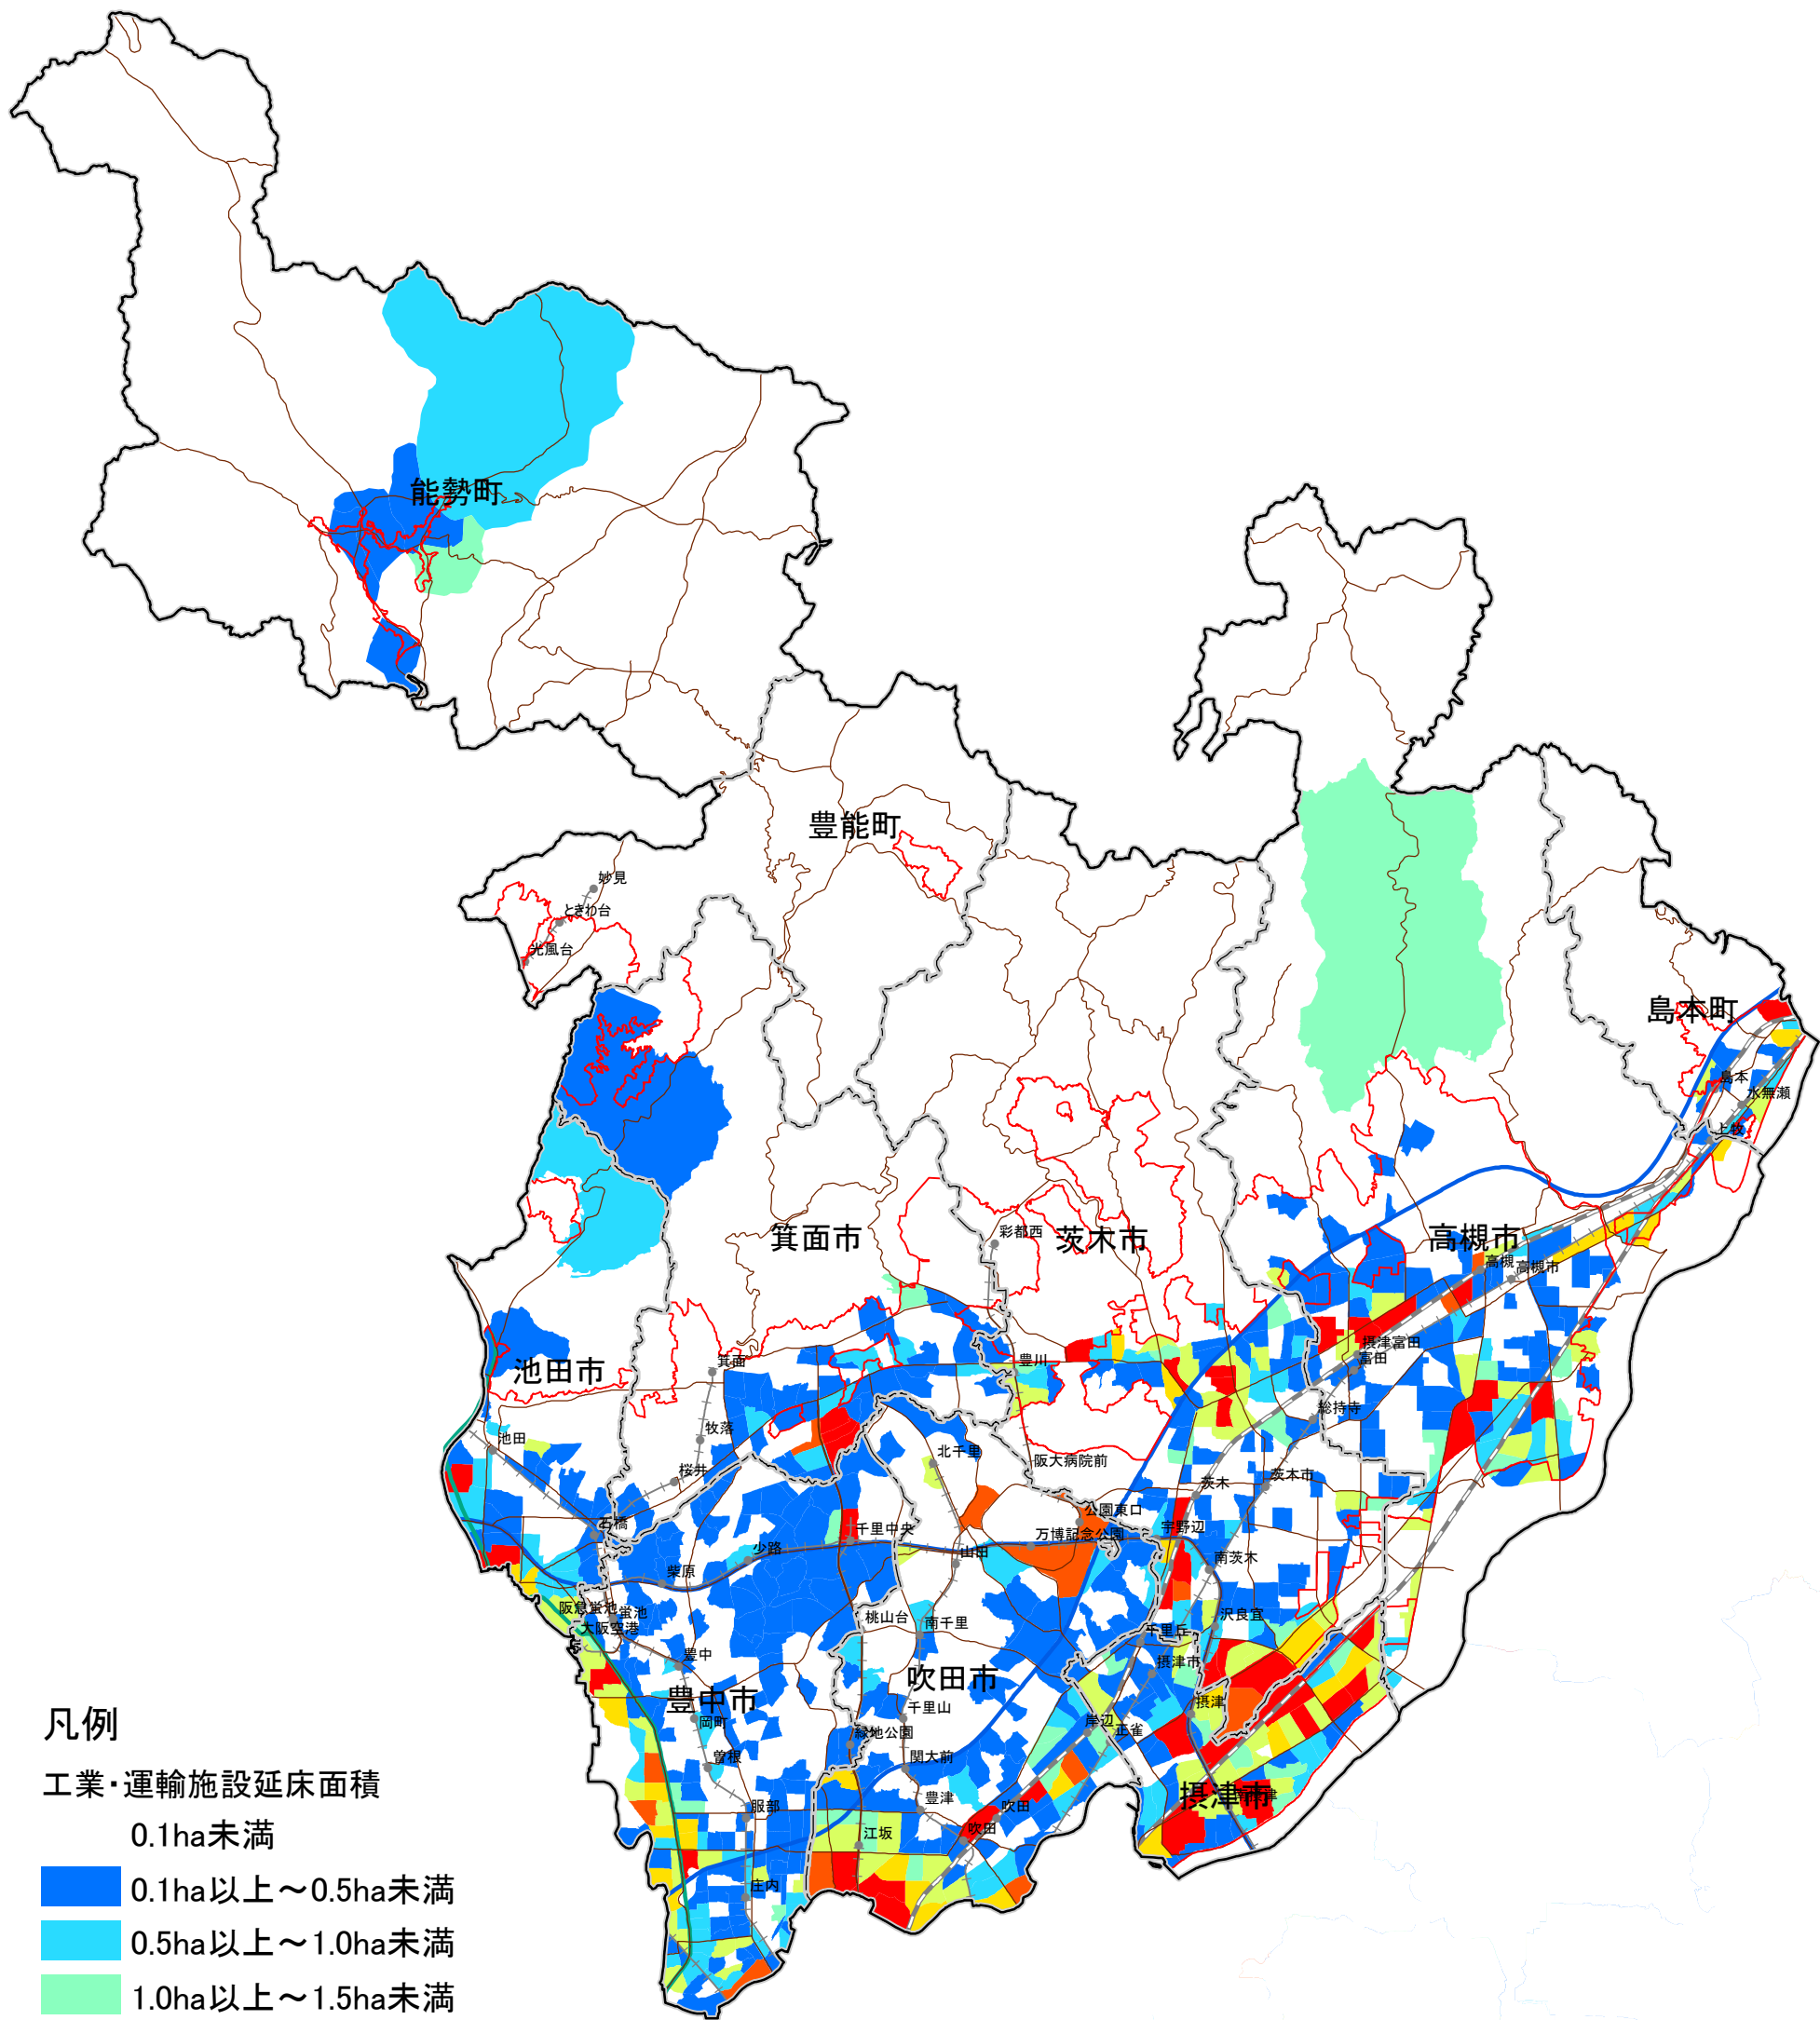 能勢町
豊能町
妙見
ときわ台
光風台
島本町
島本
水無瀬
上牧
箕面市
彩都西
茨木市
高槻市
高槻
高槻市
池田市
箕面
豊川
摂津富田
富田
総持寺
牧落
池田
北千里
桜井
阪大病院前
茨木
茨木市
石橋
千里中央
公園東口
万博記念公園
宇野辺
少路
山田
南茨木
柴原
阪急蛍池
蛍池
大阪空港
桃山台
南千里
沢良宜
千里丘
豊中
摂津市
吹田市
豊中市
岡町
千里山
摂津
緑地公園
岸辺
正雀
曽根
関大前
摂津市
服部
豊津
吹田
江坂
吹田
庄内
凡例
工業・運輸施設延床面積
0.1ha未満
0.1ha以上～0.5ha未満
0.5ha以上～1.0ha未満
1.0ha以上～1.5ha未満